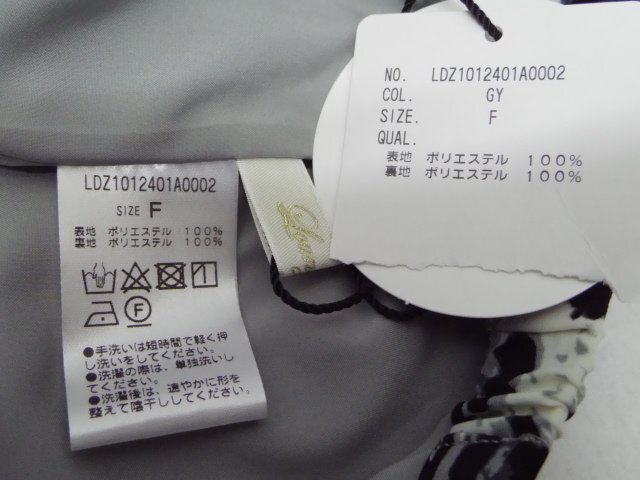 NO. LDZ1012401A0002
COL. GY
SIZE. F
QUAL.
表地 ポリエステル 100%
裏地 ポリエステル 100%
LDZ1012401A0002
SIZE F
表地 ポリエステル 100%
裏地 ポリエステル 100%
F
●手洗いは短時間で軽く押
し洗いをしてください。
●洗濯の際は、単独洗いし
てください。
●洗濯後は、速やかに形を
整えて陰干ししてください